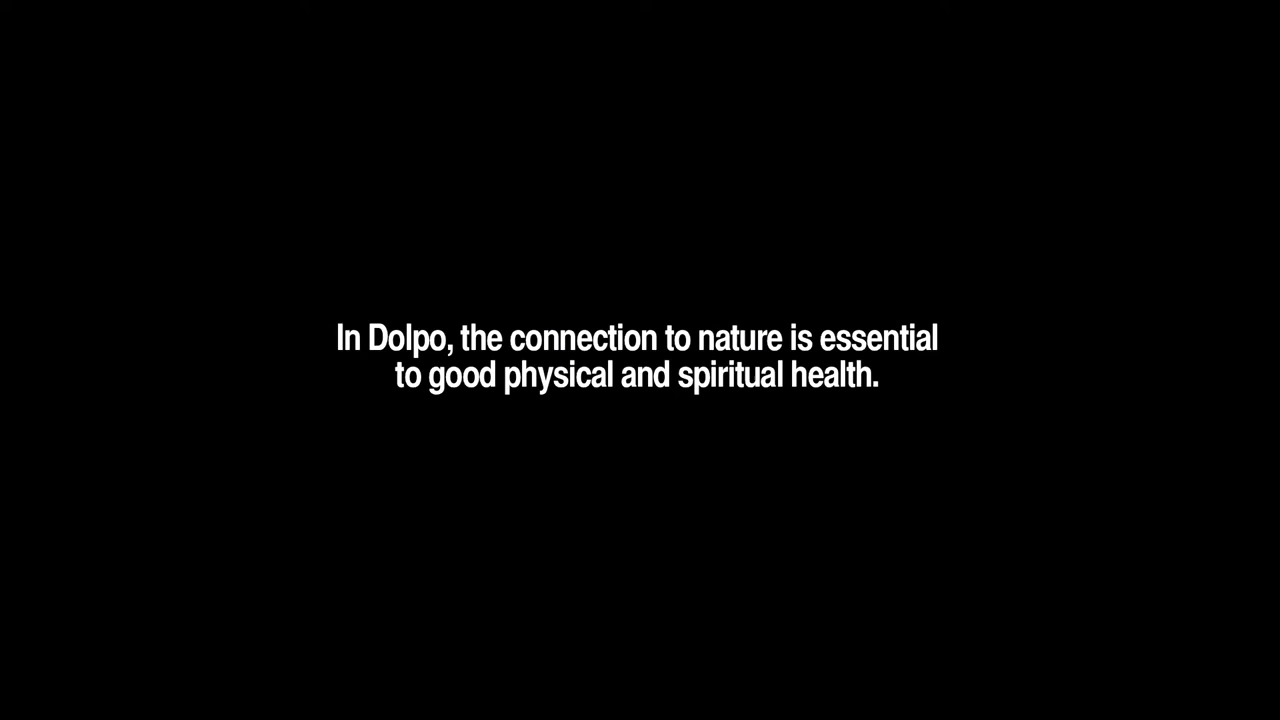 In Dolpo, the connection to nature is essential
to good physical and spiritual health.